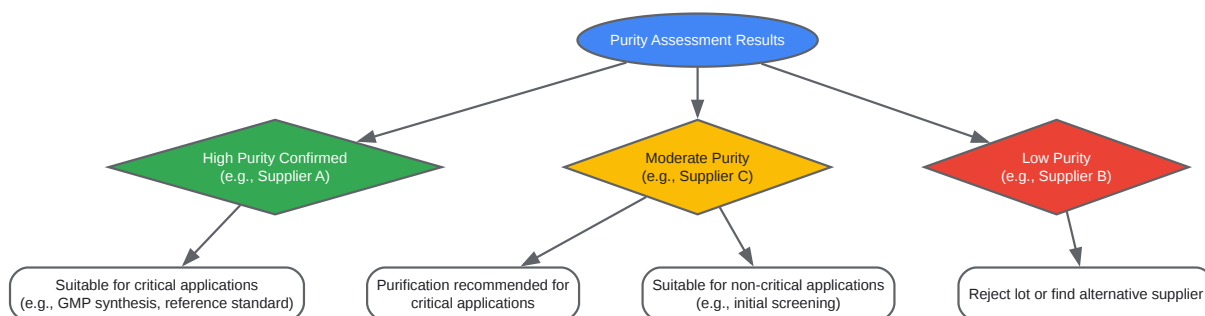 Purity Assessment Results
High Purity Confirmed
(e.g., Supplier A)
Moderate Purity
(e.g., Supplier C)
Low Purity
(e.g., Supplier B)
Suitable for critical applications
(e.g., GMP synthesis, reference standard)
Purification recommended for
critical applications
Suitable for non-critical applications
(e.g., initial screening)
Reject lot or find alternative supplier